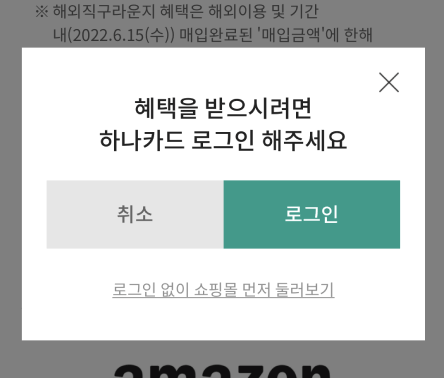 ※ 해외직구라운지 혜택은 해외이용 및 기간
내(2022.6.15(수)) 매입완료된 '매입금액'에 한해
혜택을 받으시려면
하나카드 로그인 해주세요
취소 로그인
로그인 없이 쇼핑몰 먼저 둘러보기
amazon